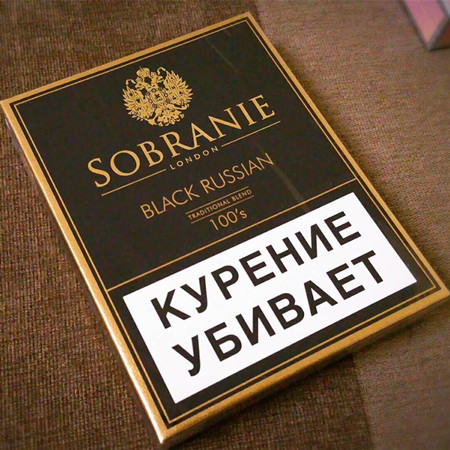 SOBRANIE
LONDON
BLACK RUSSIAN
TRADITIONAL BLEND
100's
КУРЕНИЕ
УБИВАЕТ